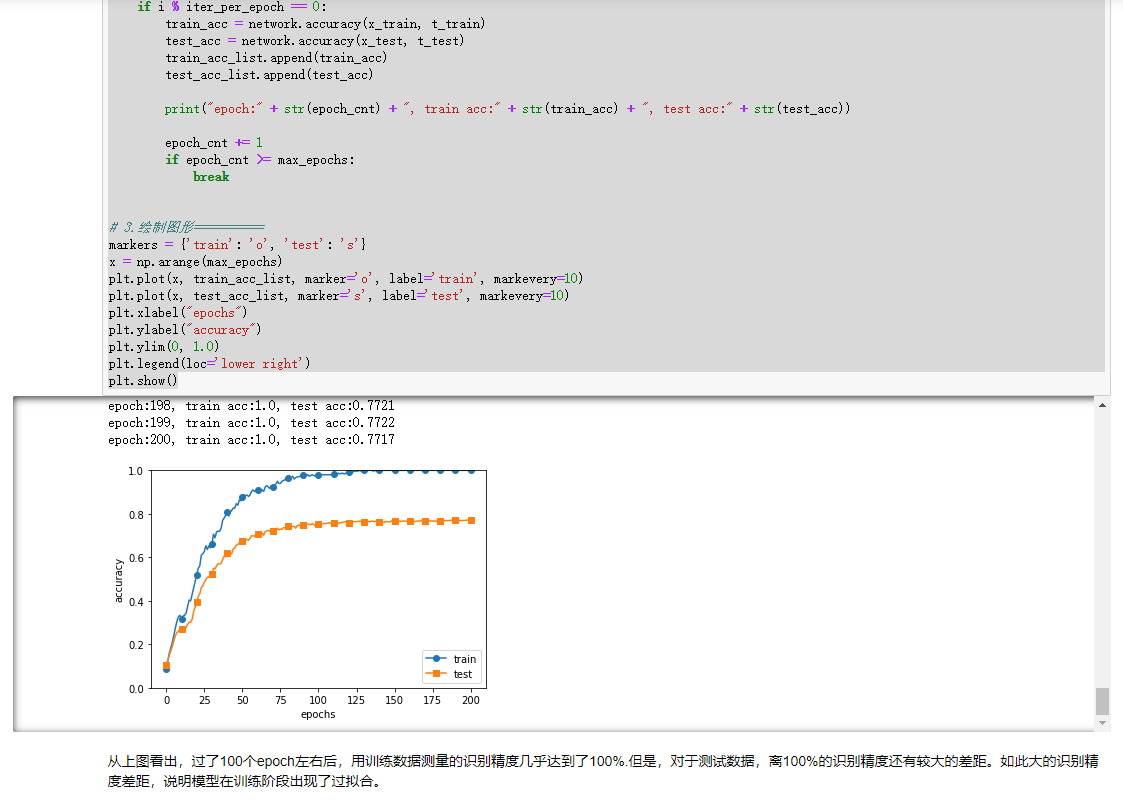 if i % iter_per_epoch == 0:
train_acc = network.accuracy(x_train, t_train)
test_acc = network.accuracy(x_test, t_test)
train_acc_list.append(train_acc)
test_acc_list.append(test_acc)
print("epoch:" + str(epoch_cnt) + ", train acc:" + str(train_acc) + ", test acc:" + str(test_acc))
epoch_cnt += 1
if epoch_cnt >= max_epochs:
break
# 3.绘制图形==========
markers = {'train': 'o', 'test': 's'}
x = np.arange(max_epochs)
plt.plot(x, train_acc_list, marker='o', label='train', markevery=10)
plt.plot(x, test_acc_list, marker='s', label='test', markevery=10)
plt.xlabel("epochs")
plt.ylabel("accuracy")
plt.ylim(0, 1.0)
plt.legend(loc='lower right')
plt.show()
epoch:198, train acc:1.0, test acc:0.7721
epoch:199, train acc:1.0, test acc:0.7722
epoch:200, train acc:1.0, test acc:0.7717
1.0
0.8
0.6
0.4
0.2
0.0
accuracy
train
test
0 25 50 75 100 125 150 175 200
epochs
从上图看出，过了100个epoch左右后，用训练数据测量的识别精度几乎达到了100%.但是，对于测试数据，离100%的识别精度还有较大的差距。如此大的识别精
度差距，说明模型在训练阶段出现了过拟合。